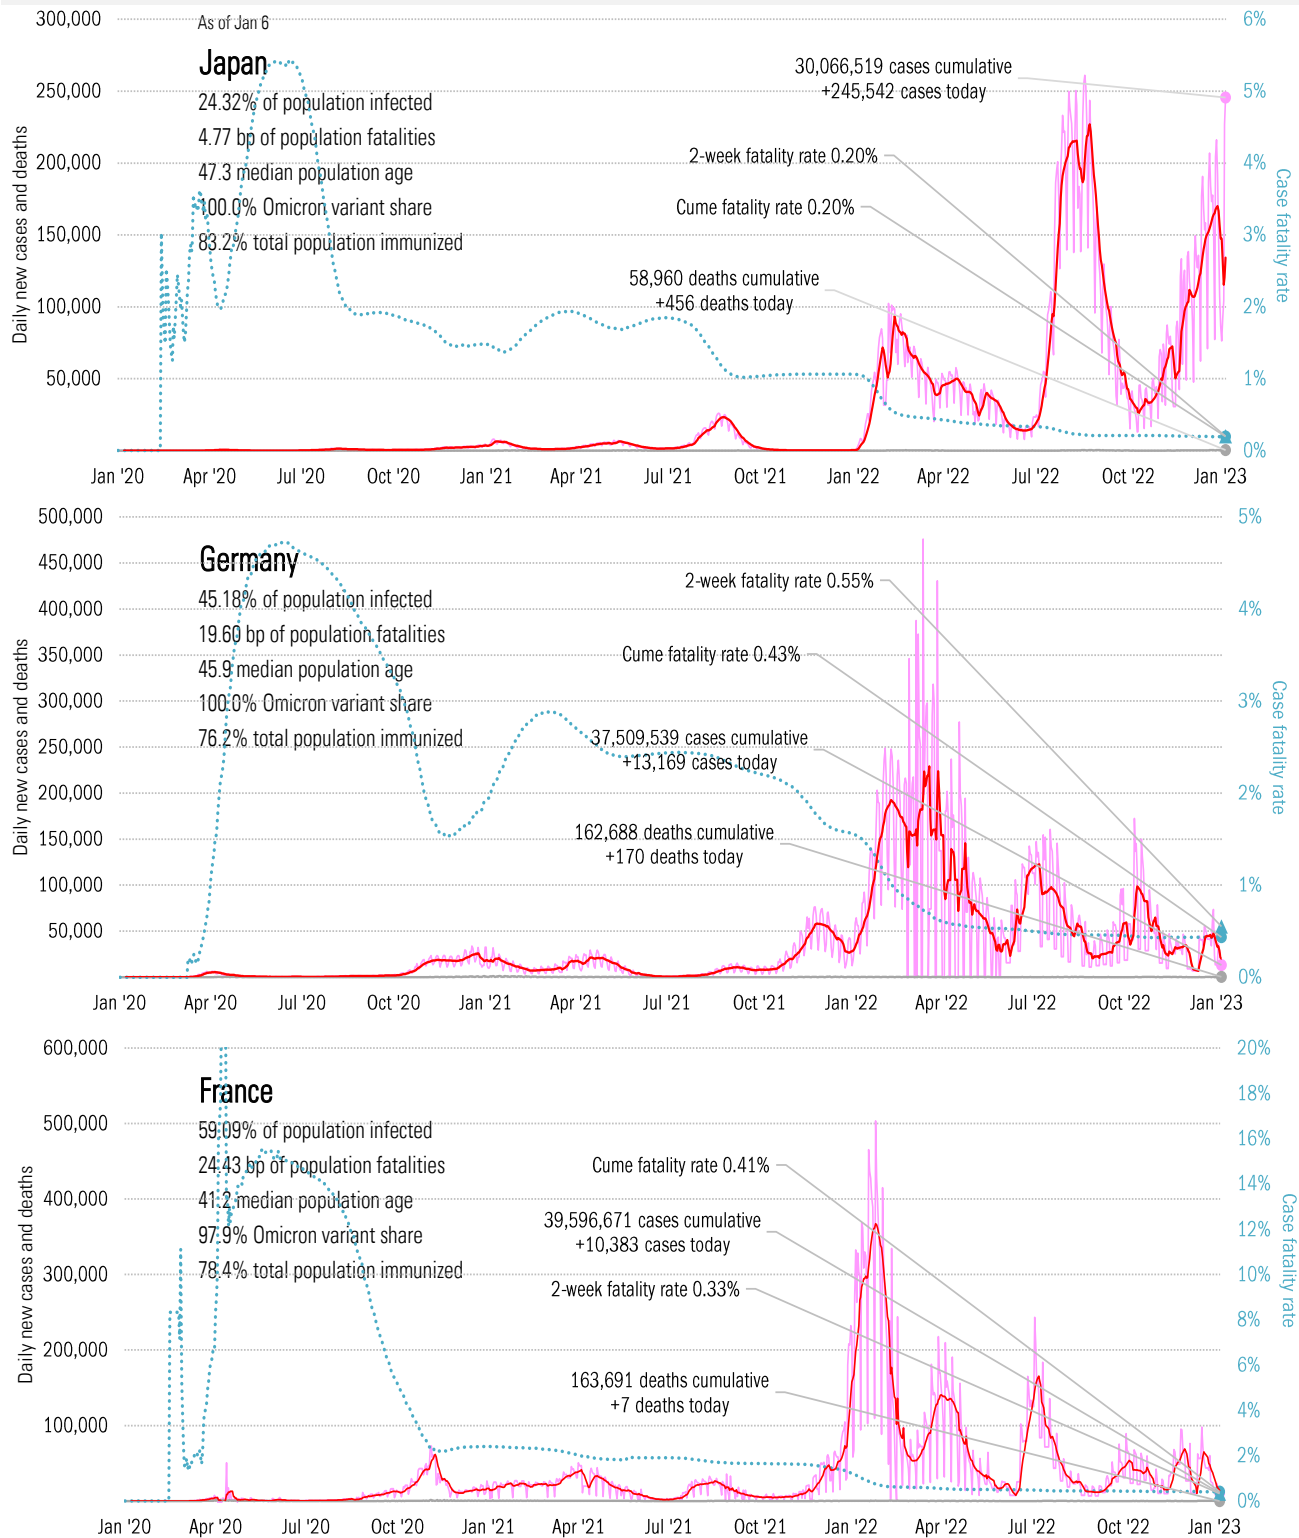 300,000
As of Jan 6
6%
Japan
30,066,519 cases cumulative
+245,542 cases today
250,000
5%
24.32% of population infected
4.77 bp of population fatalities
200,000
2-week fatality rate 0.20%
4%
47.3 median population age
100.0% Omicron variant share
Cume fatality rate 0.20%
150,000
83.2% total population immunized
3%
58,960 deaths cumulative
+456 deaths today
100,000
2%
50,000
1%
0%
Daily new cases and deaths
Case fatality rate
Jan '20 Apr '20 Jul '20 Oct '20 Jan '21 Apr '21 Jul '21 Oct '21 Jan '22 Apr '22 Jul '22 Oct '22 Jan '23
500,000
5%
Germany
450,000
2-week fatality rate 0.55%
45.18% of population infected
400,000
4%
19.60 bp of population fatalities
350,000
Cume fatality rate 0.43%
45.9 median population age
300,000
3%
100.0% Omicron variant share
76.2% total population immunized
250,000
37,509,539 cases cumulative
+13,169 cases today
200,000
2%
150,000
162,688 deaths cumulative
+170 deaths today
100,000
1%
50,000
0%
Daily new cases and deaths
Case fatality rate
Jan '20 Apr '20 Jul '20 Oct '20 Jan '21 Apr '21 Jul '21 Oct '21 Jan '22 Apr '22 Jul '22 Oct '22 Jan '23
600,000
20%
France
18%
500,000
59.09% of population infected
16%
24.43 bp of population fatalities
Cume fatality rate 0.41%
14%
400,000
41.2 median population age
39,596,671 cases cumulative
+10,383 cases today
12%
97.9% Omicron variant share
300,000
78.4% total population immunized
10%
2-week fatality rate 0.33%
8%
200,000
6%
163,691 deaths cumulative
+7 deaths today
4%
100,000
2%
0%
Daily new cases and deaths
Case fatality rate
Jan '20 Apr '20 Jul '20 Oct '20 Jan '21 Apr '21 Jul '21 Oct '21 Jan '22 Apr '22 Jul '22 Oct '22 Jan '23